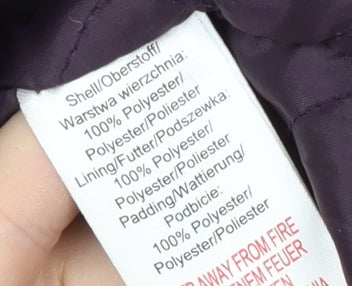 Shell/Oberstoff/
Warstwa wierzchnia:
100% Polyester/
Polyester/Poliester
Lining/Futter/Podszewka:
100% Polyester/
Polyester/Poliester
Padding/Wattierung/
Podbicie:
100% Polyester/
Polyester/Poliester
AWAY FROM FIRE
FEUER